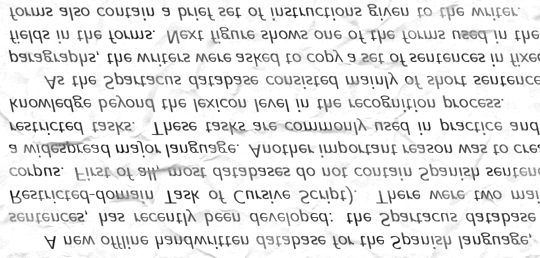 A new offline handwritten database for the Spanish language,
sentences, has recently been developed: the Spartacus database
Restricted-domain Task of Cursive Script). There were two mai
corpus. First of all, most databases do not contain Spanish senten
a widespread major language. Another important reason was to crea
restricted tasks. These tasks are commonly used in practice and
knowledge beyond the lexicon level in the recognition process.
As the Spartacus database consisted mainly of short sentence
paragraphs, the writers were asked to copy a set of sentences in fixe
fields in the forms. Next figure shows one of the forms used in the
forms also contain a brief set of instructions given to the writer.